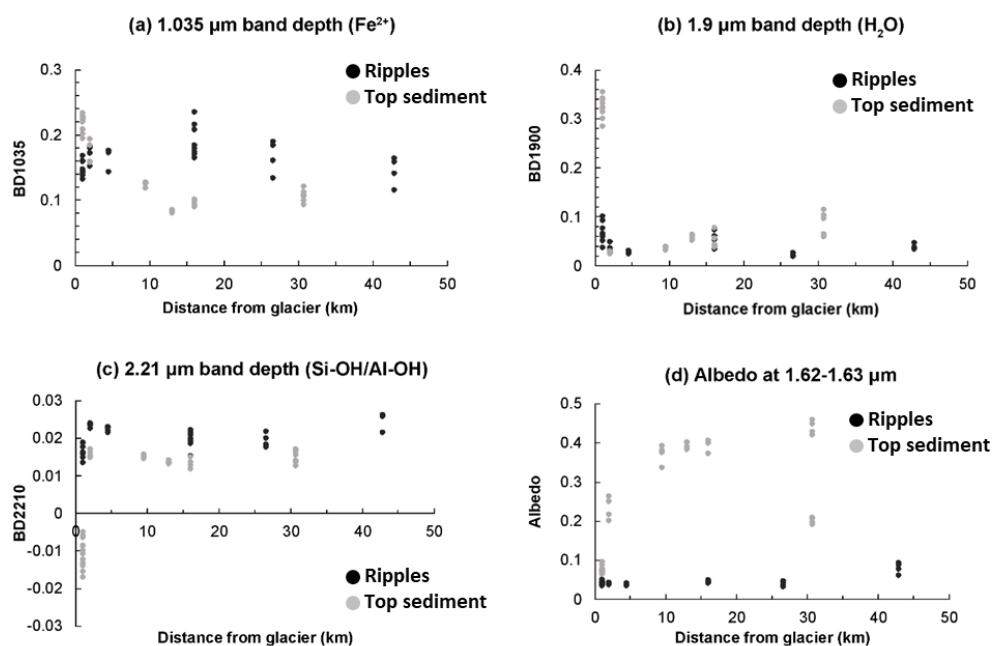 (a) 1.035 µm band depth (Fe²⁺)
0.3
0.2
0.1
0
BD1035
0 10 20 30 40 50
Distance from glacier (km)
Ripples
Top sediment
(b) 1.9 µm band depth (H₂O)
0.4
0.3
0.2
0.1
0
BD1900
0 10 20 30 40 50
Distance from glacier (km)
Ripples
Top sediment
(c) 2.21 µm band depth (Si-OH/Al-OH)
0.03
0.02
0.01
0
-0.01
-0.02
-0.03
BD2210
0 10 20 30 40 50
Ripples
Top sediment
Distance from glacier (km)
(d) Albedo at 1.62-1.63 µm
0.5
0.4
0.3
0.2
0.1
0
Albedo
0 10 20 30 40 50
Distance from glacier (km)
Ripples
Top sediment